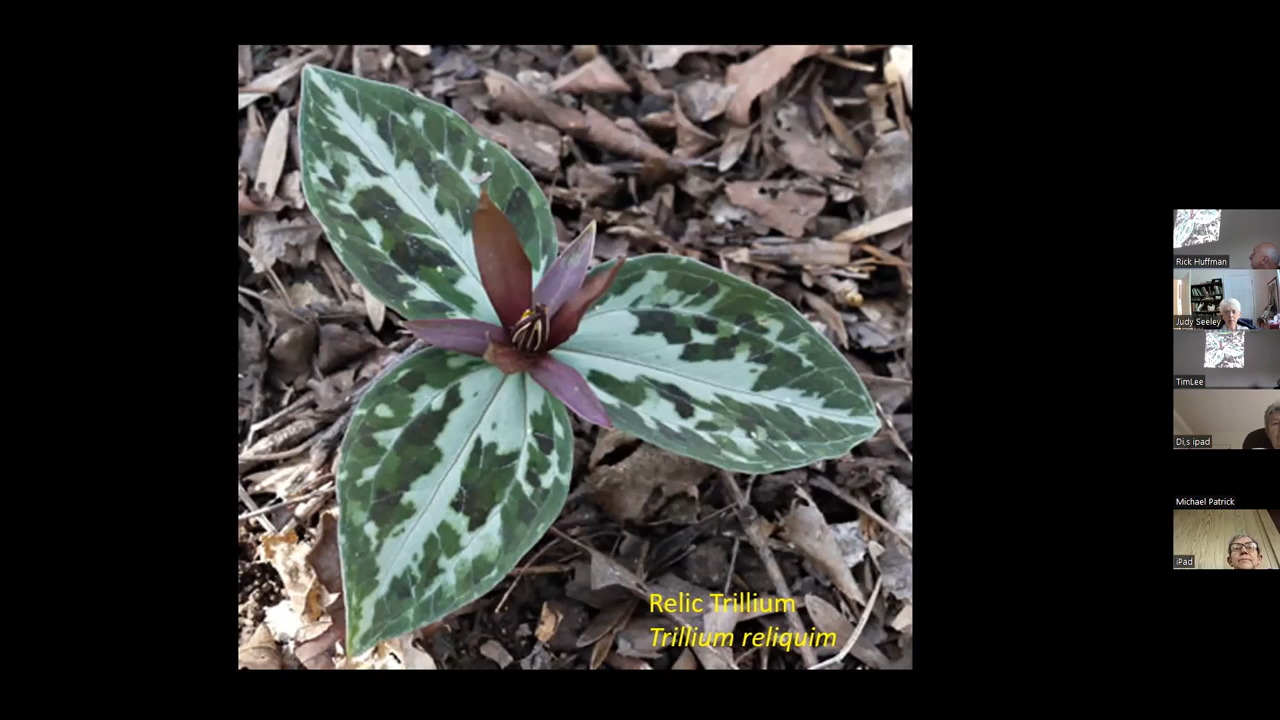 Relic Trillium
Trillium reliquim
Rick Huffman
Judy Seeley
TimLee
Di,s ipad
Michael Patrick
iPad